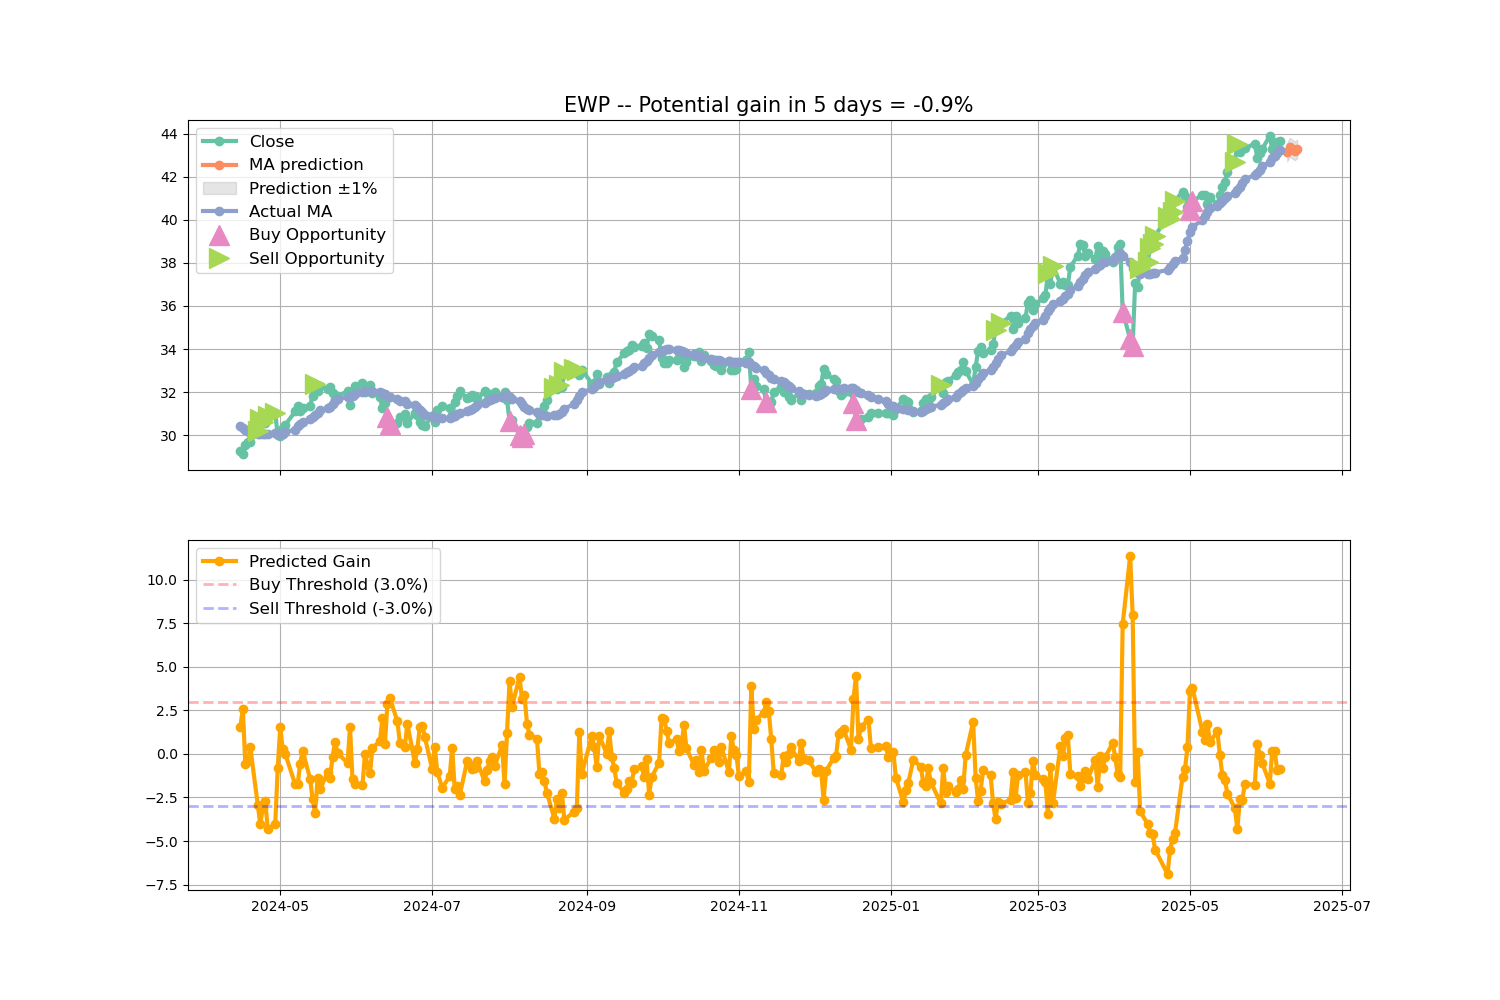 EWP -- Potential gain in 5 days = -0.9%
44
42
40
38
36
34
32
30
Close
MA prediction
Prediction ±1%
Actual MA
Buy Opportunity
Sell Opportunity
10.0
7.5
5.0
2.5
0.0
−2.5
−5.0
−7.5
Predicted Gain
Buy Threshold (3.0%)
Sell Threshold (-3.0%)
2024-05
2024-07
2024-09
2024-11
2025-01
2025-03
2025-05
2025-07